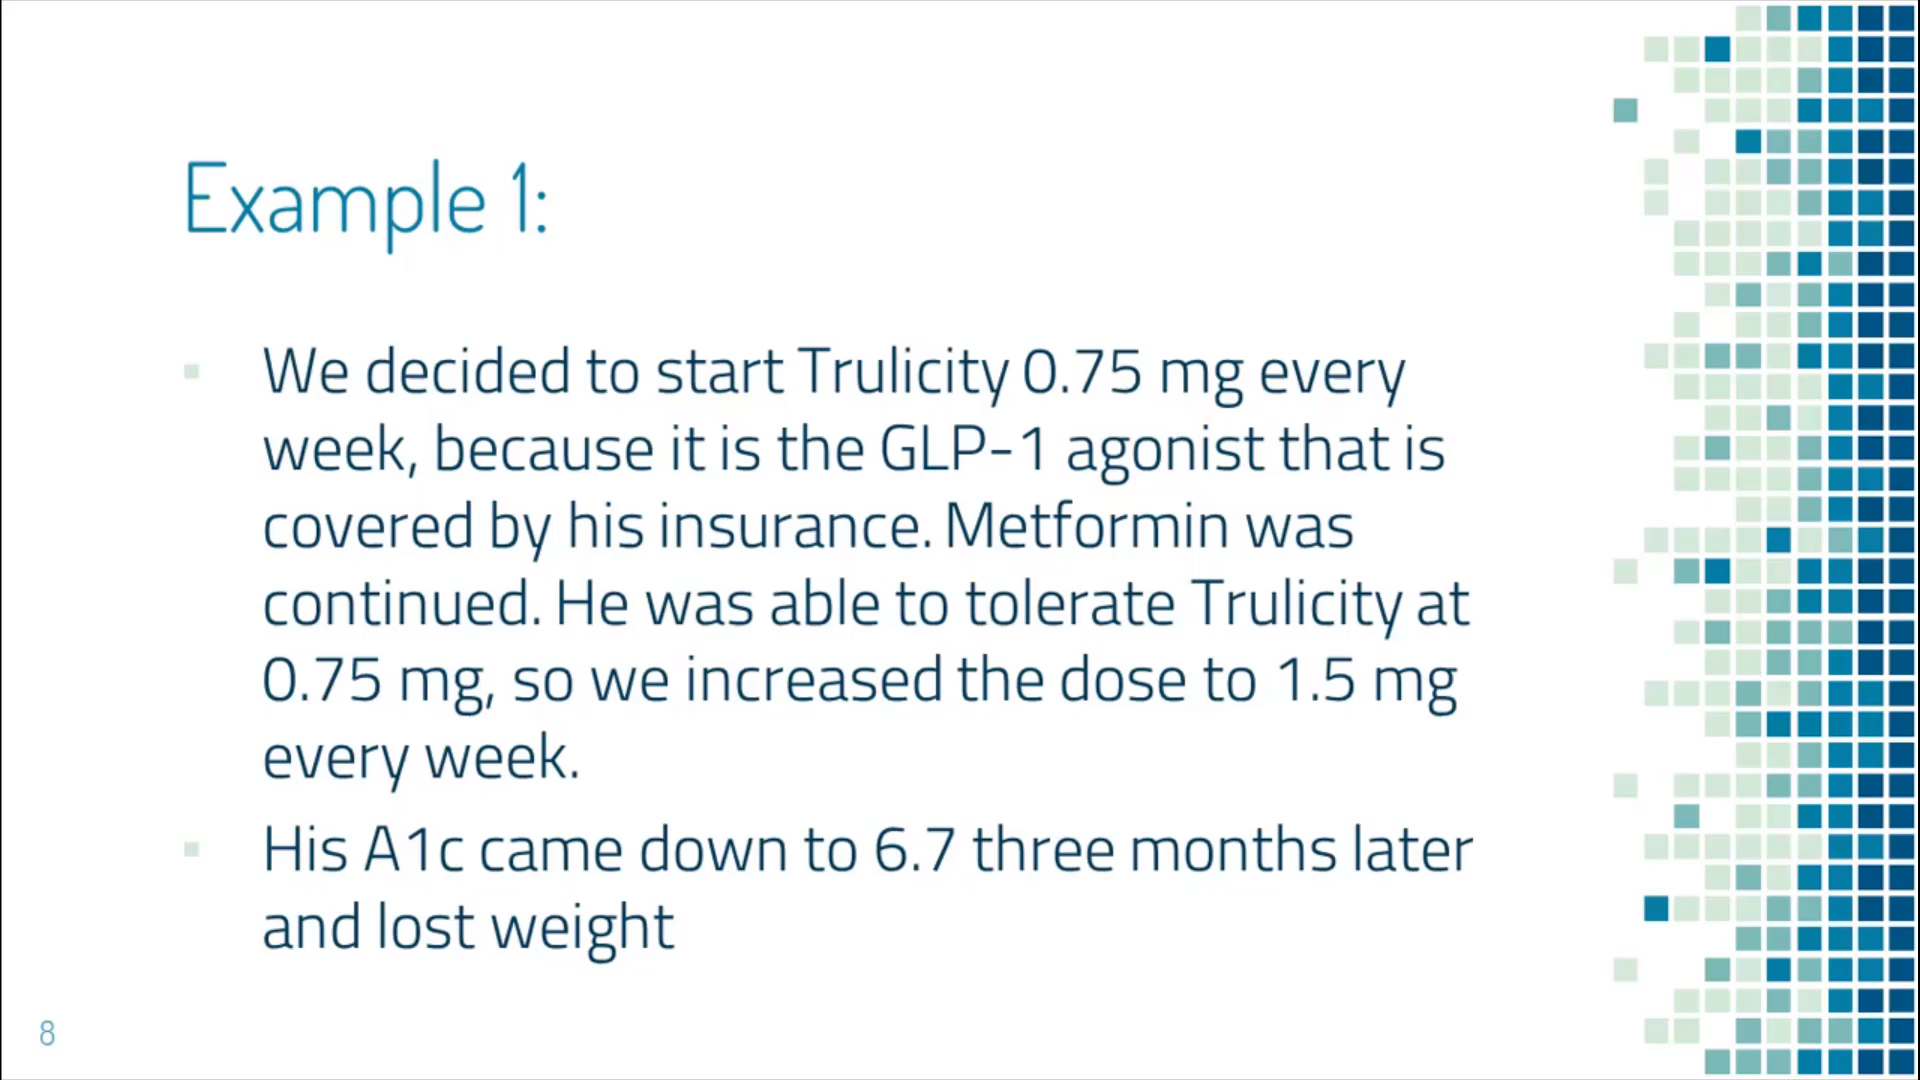 Example 1:
We decided to start Trulicity 0.75 mg every
week, because it is the GLP-1 agonist that is
covered by his insurance. Metformin was
continued. He was able to tolerate Trulicity at
0.75 mg, so we increased the dose to 1.5 mg
every week.
His A1c came down to 6.7 three months later
and lost weight
8